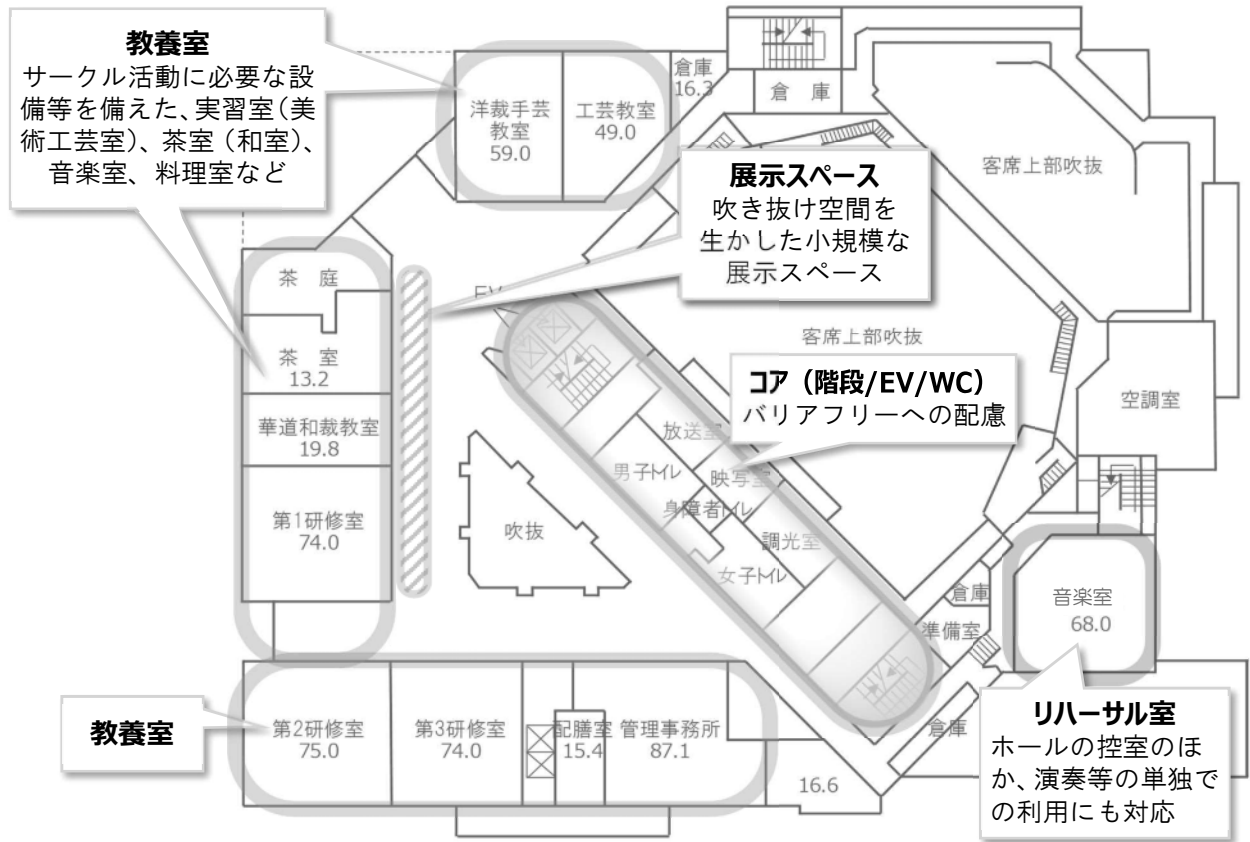 教養室
サークル活動に必要な設
備等を備えた、実習室（美
術工芸室）、茶室（和室）、
音楽室、料理室など
洋裁手芸
教室
59.0
工芸教室
49.0
倉庫
16.3
倉 庫
客席上部吹抜
展示スペース
吹き抜け空間を
生かした小規模な
展示スペース
茶 庭
EV
客席上部吹抜
茶 室
13.2
コア（階段/EV/WC）
バリアフリーへの配慮
空調室
華道和裁教室
19.8
放送室
男子トイレ
映写室
身障者トイレ
第1研修室
74.0
吹抜
調光室
女子トイレ
倉庫
音楽室
68.0
準備室
教養室
第2研修室
75.0
第3研修室
74.0
配膳室
15.4
管理事務所
87.1
16.6
倉庫
リハーサル室
ホールの控室のほ
か、演奏等の単独で
の利用にも対応